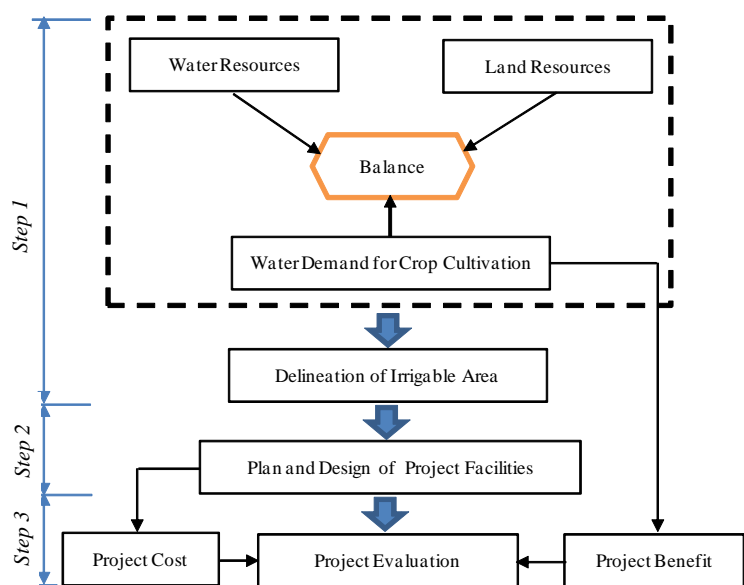 Water Resources
Land Resources
Balance
Step 1
Water Demand for Crop Cultivation
Delineation of Irrigable Area
Step 2
Plan and Design of Project Facilities
Step 3
Project Cost
Project Evaluation
Project Benefit